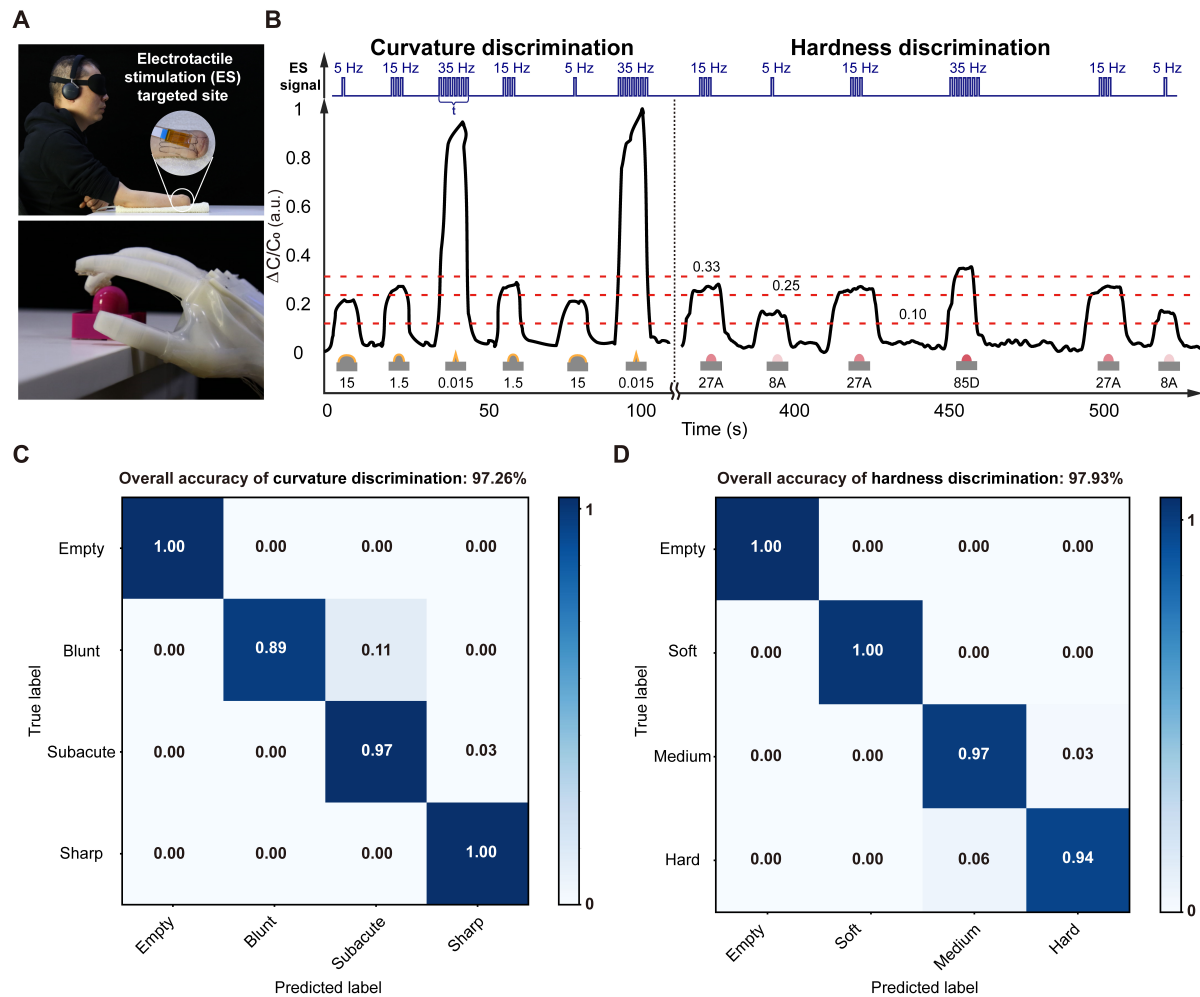 A
Electrotactile
stimulation (ES)
targeted site
B
Curvature discrimination
Hardness discrimination
ES
signal
5 Hz 15 Hz 35 Hz 15 Hz 5 Hz 35 Hz 15 Hz 5 Hz 15 Hz 35 Hz 15 Hz 5 Hz
t
ΔC/C₀ (a.u.)
1
0.8
0.6
0.4
0.2
0
0.33
0.25
0.10
15 1.5 0.015 1.5 15 0.015 27A 8A 27A 85D 27A 8A
0 50 100 400 450 500
Time (s)
C
Overall accuracy of curvature discrimination: 97.26%
True label
Empty 1.00 0.00 0.00 0.00
Blunt 0.00 0.89 0.11 0.00
Subacute 0.00 0.00 0.97 0.03
Sharp 0.00 0.00 0.00 1.00
Empty Blunt Subacute Sharp
Predicted label
1
0
D
Overall accuracy of hardness discrimination: 97.93%
True label
Empty 1.00 0.00 0.00 0.00
Soft 0.00 1.00 0.00 0.00
Medium 0.00 0.00 0.97 0.03
Hard 0.00 0.00 0.06 0.94
Empty Soft Medium Hard
Predicted label
1
0